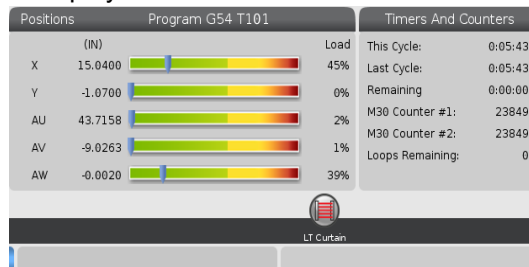 Positions Program G54 T101
(IN) Load
X 15.0400 45%
Y -1.0700 0%
AU 43.7158 2%
AV -9.0263 1%
AW -0.0020 39%
Timers And Counters
This Cycle: 0:05:43
Last Cycle: 0:05:43
Remaining 0:00:00
M30 Counter #1: 23849
M30 Counter #2: 23849
Loops Remaining: 0
LT Curtain